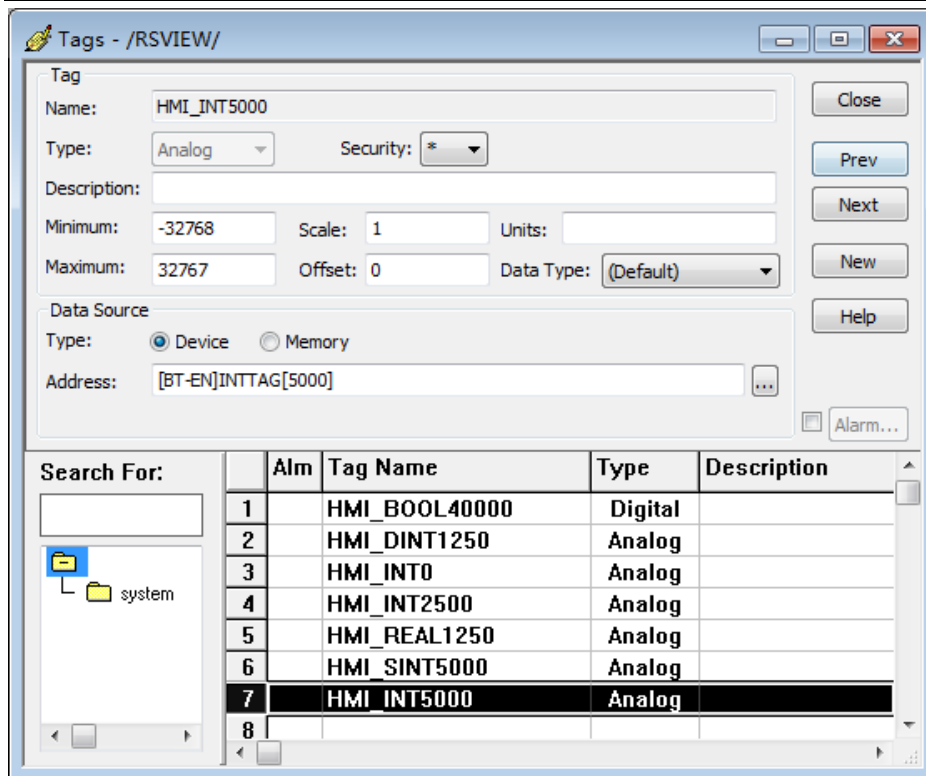 Tags - /RSVIEW/
Tag
Name: HMI_INT5000
Close
Type: Analog Security: *
Prev
Description:
Next
Minimum: -32768 Scale: 1 Units:
Maximum: 32767 Offset: 0 Data Type: (Default)
New
Data Source
Help
Type: Device Memory
Address: [BT-EN]INTTAG[5000] ...
Alarm...
Search For:
system
Alm Tag Name Type Description
1 HMI_BOOL40000 Digital
2 HMI_DINT1250 Analog
3 HMI_INT0 Analog
4 HMI_INT2500 Analog
5 HMI_REAL1250 Analog
6 HMI_SINT5000 Analog
7 HMI_INT5000 Analog
8